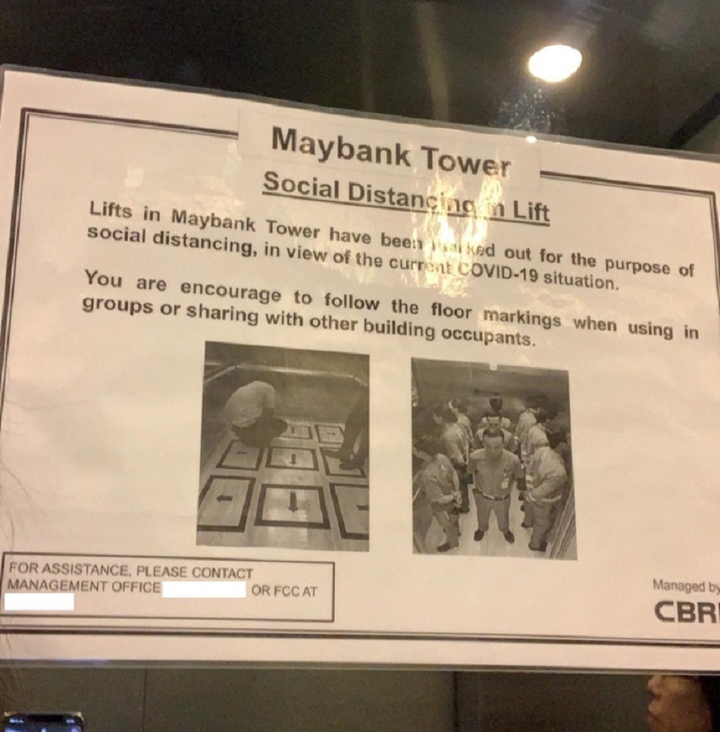 Maybank Tower
Social Distancing in Lift
Lifts in Maybank Tower have been marked out for the purpose of
social distancing, in view of the current COVID-19 situation.
You are encourage to follow the floor markings when using in
groups or sharing with other building occupants.
FOR ASSISTANCE, PLEASE CONTACT
MANAGEMENT OFFICE OR FCC AT
Managed by
CBR